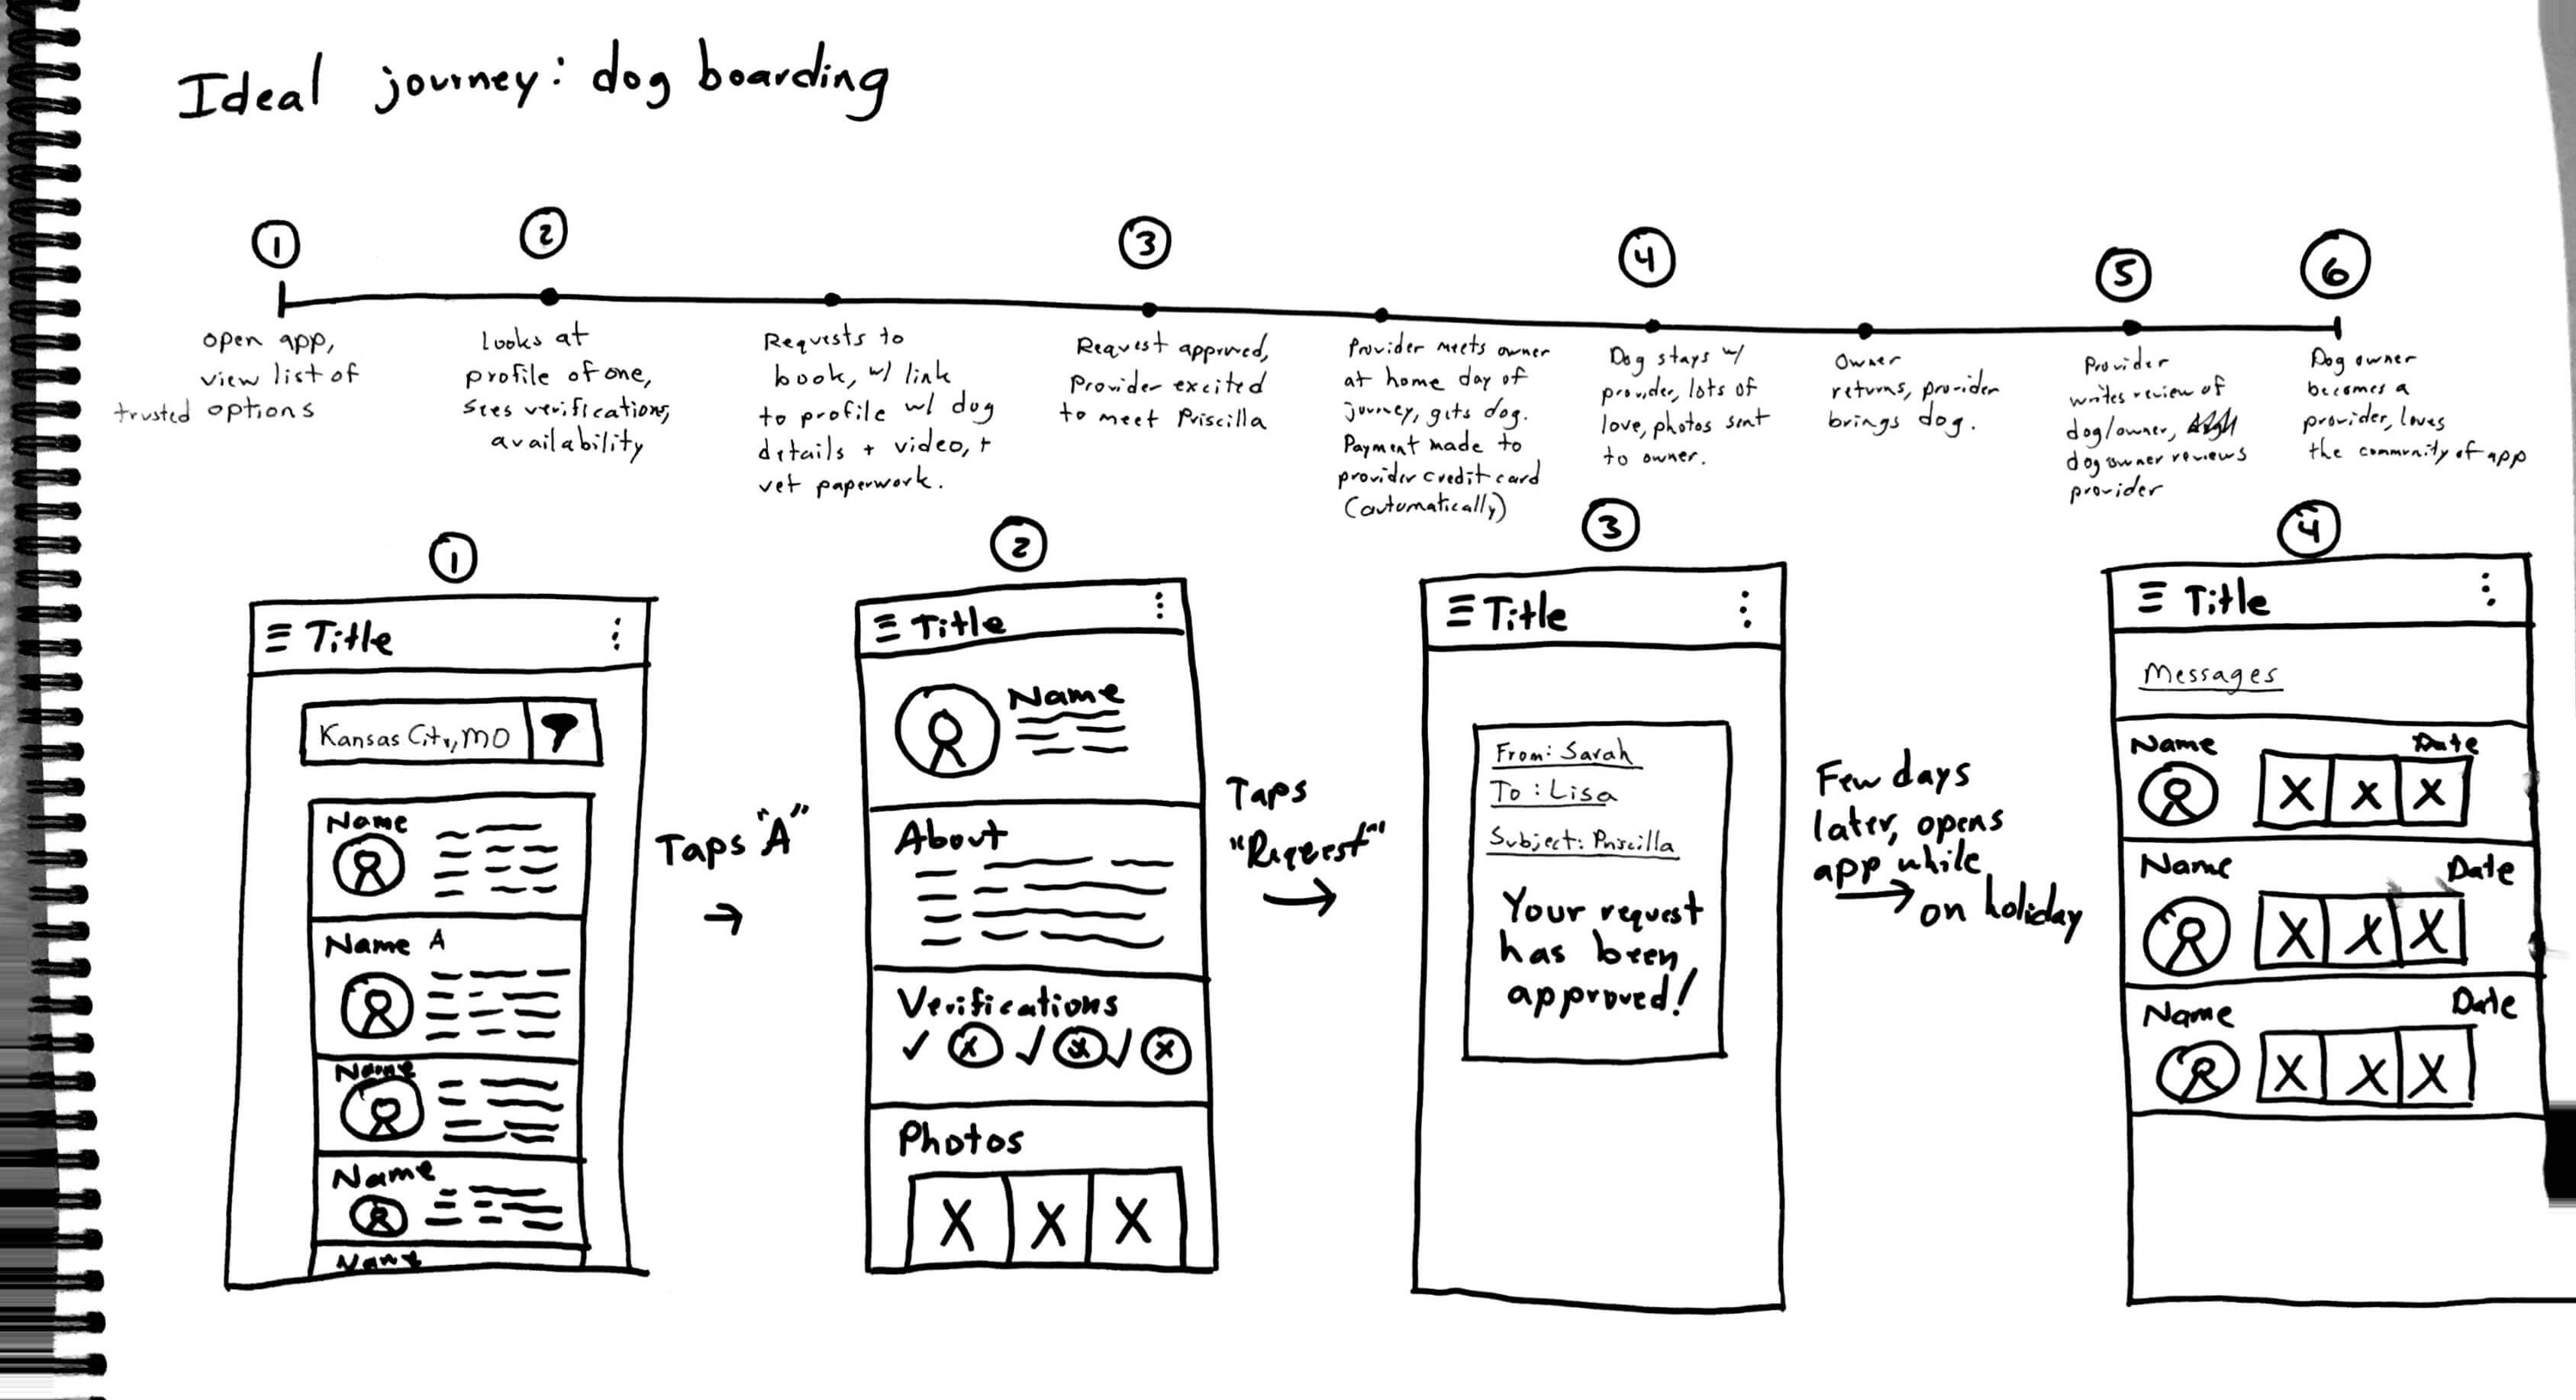 Ideal journey: dog boarding
1
2
3
4
5
6
open app,
view list of
trusted options
looks at
profile of one,
sees verifications,
availability
Requests to
book, w/ link
to profile w/ dog
details + video, +
vet paperwork.
Request approved,
Provider excited
to meet Priscilla
Provider meets owner
at home day of
journey, gets dog.
Payment made to
provider credit card
(automatically)
Dog stays w/
provider, lots of
love, photos sent
to owner.
Owner
returns, provider
brings dog.
Provider
writes review of
dog/owner,
dog owner reviews
provider
Dog owner
becomes a
provider, loves
the community of app
1
Title
Kansas City, MO
Name
Name A
Name
Name
Name
Taps "A"
2
Title
Name
About
Verifications
Photos
Taps
"Request"
3
Title
From: Sarah
To: Lisa
Subject: Priscilla
Your request
has been
approved!
Few days
later, opens
app while
on holiday
4
Title
Messages
Name Date
Name Date
Name Date